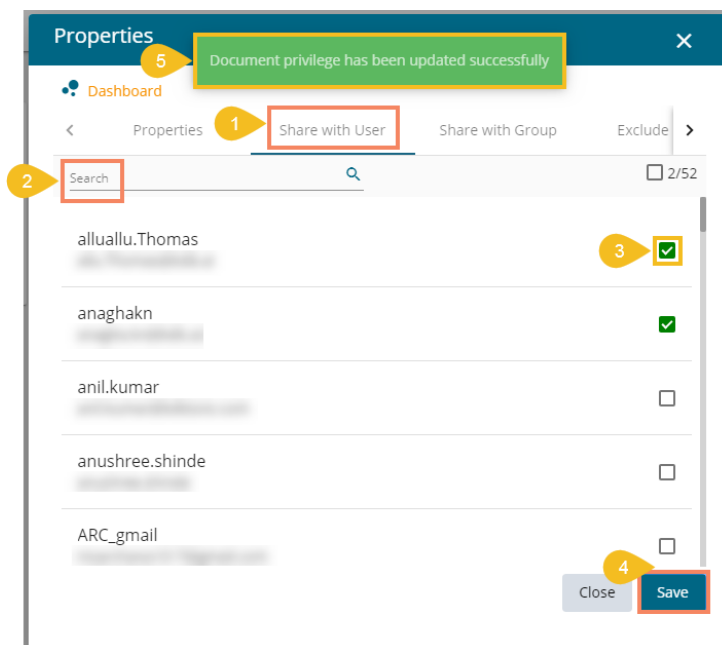 Properties
5
Document privilege has been updated successfully
Dashboard
Properties
1
Share with User
Share with Group
Exclude
2
Search
2/52
alluallu.Thomas
3
anaghakn
anil.kumar
anushree.shinde
ARC_gmail
4
Close
Save